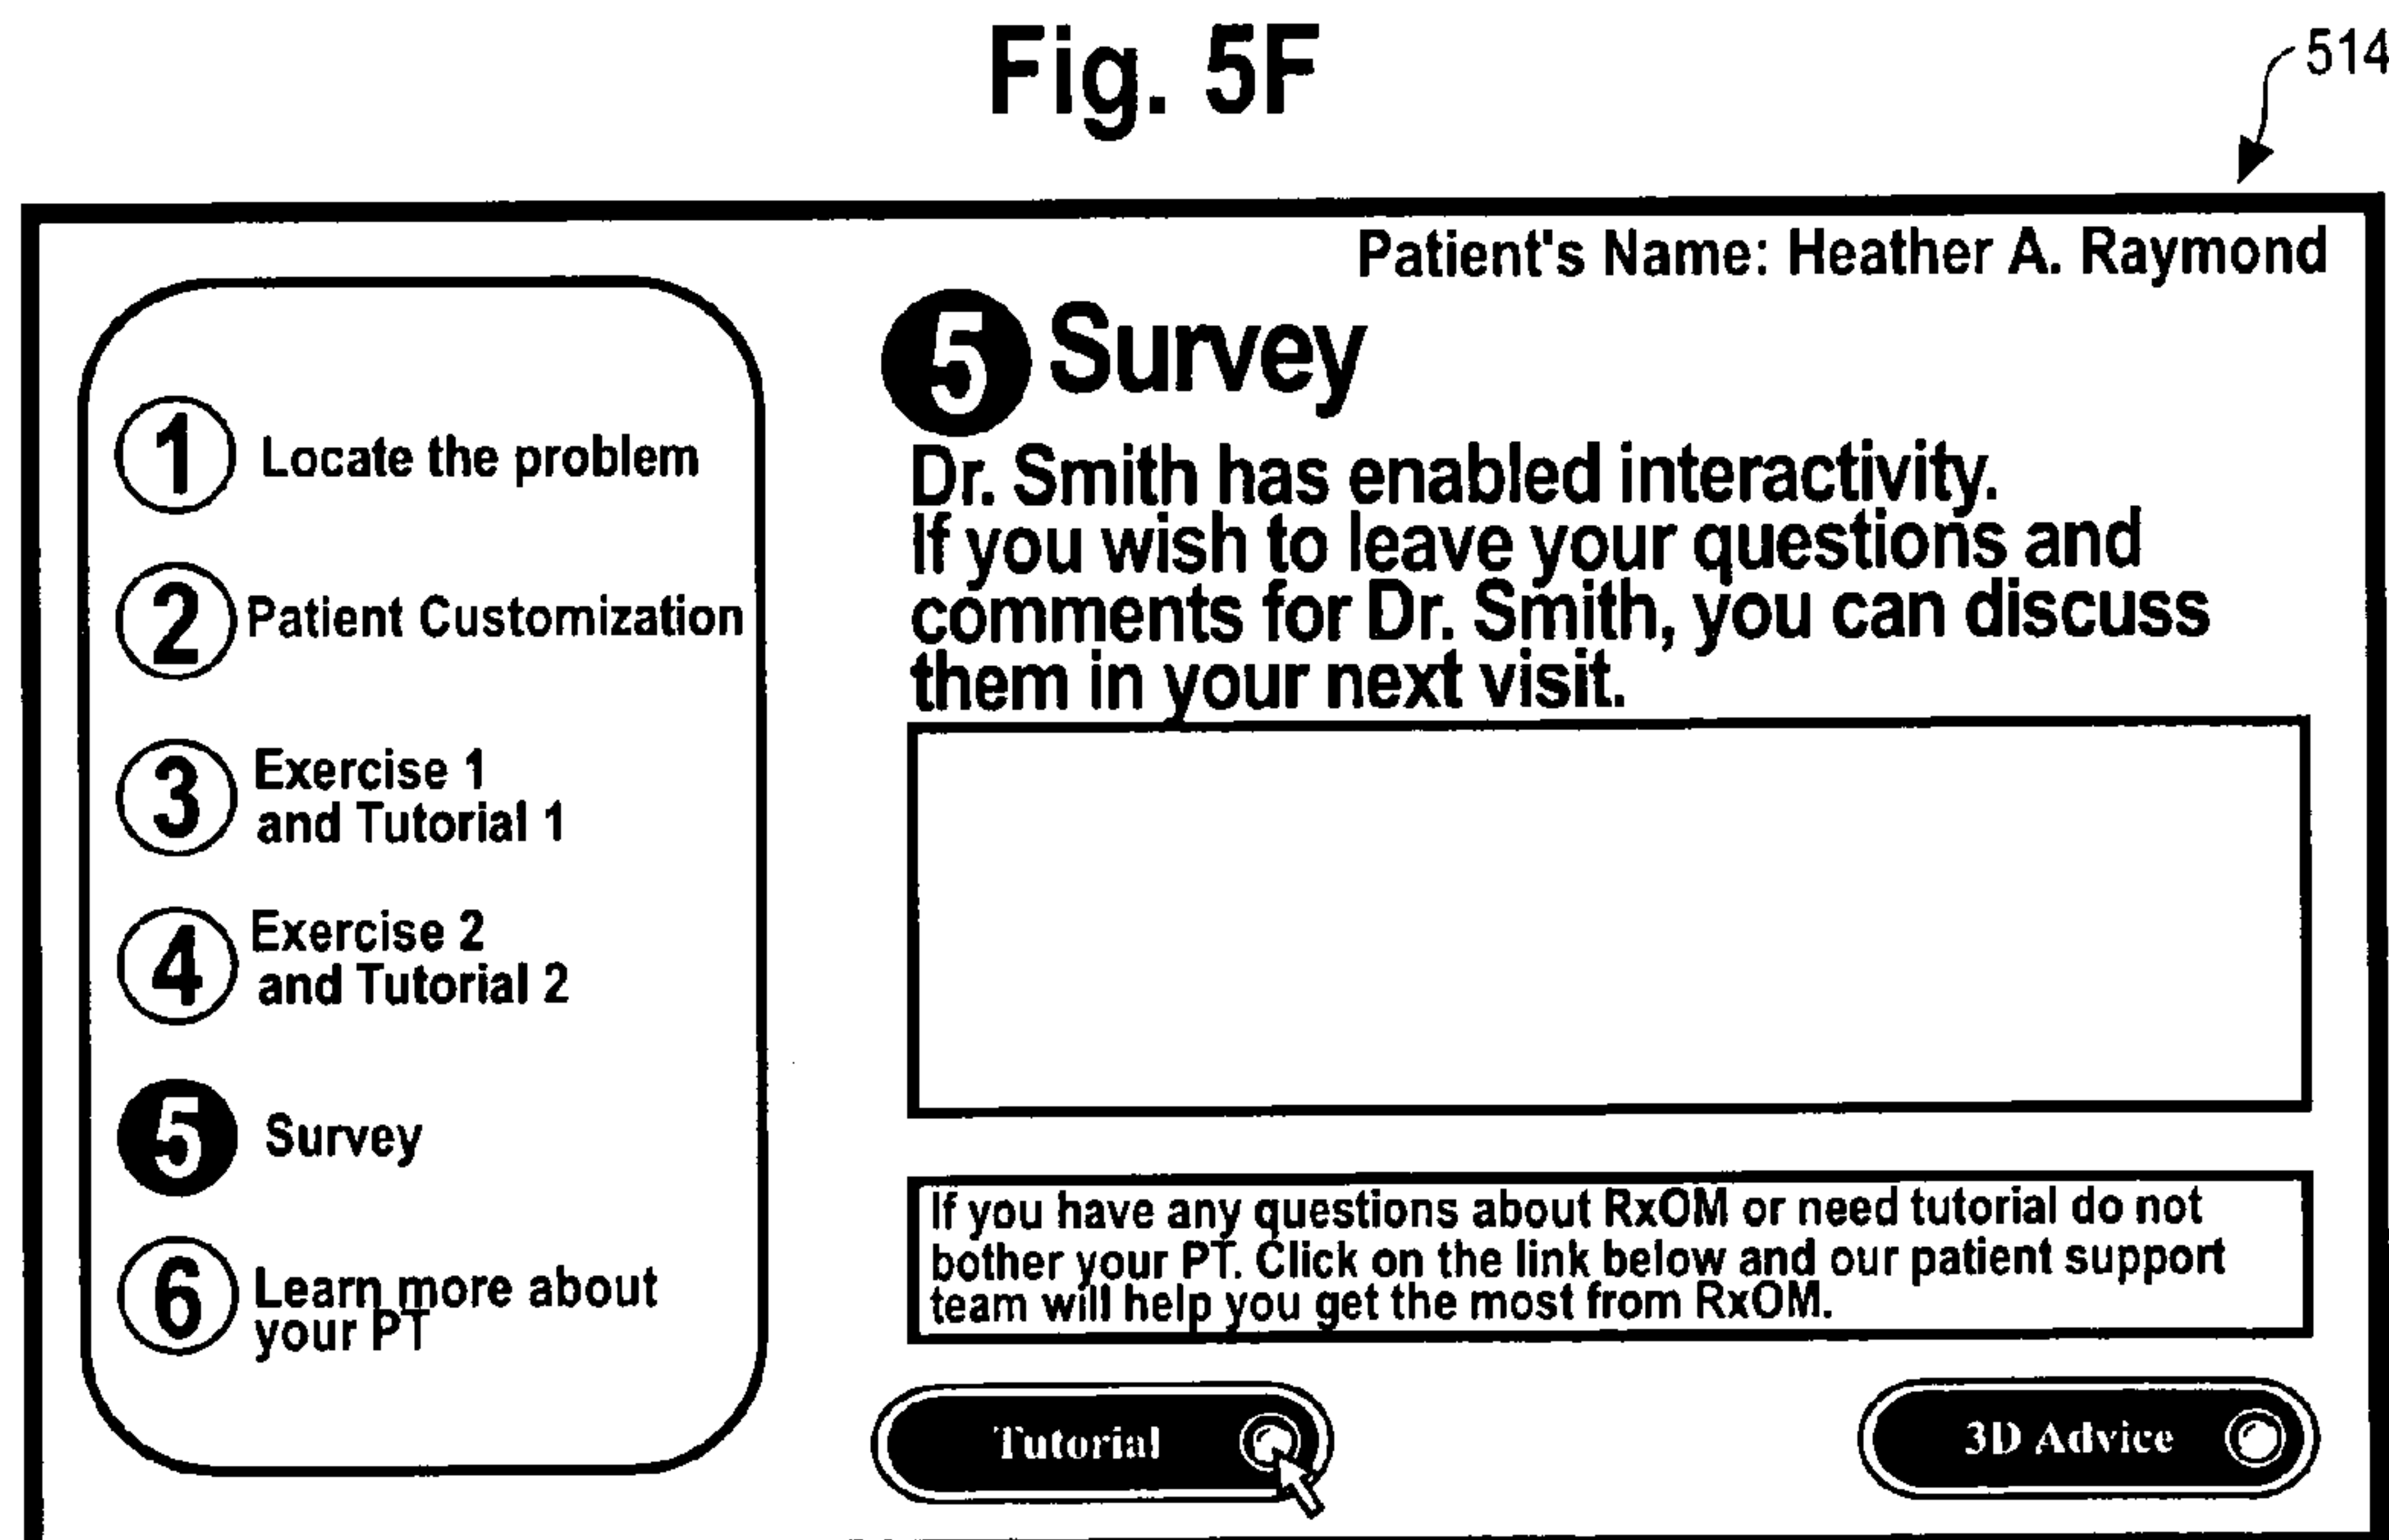 Fig. 5F
514
Patient's Name: Heather A. Raymond
1 Locate the problem
2 Patient Customization
3 Exercise 1
and Tutorial 1
4 Exercise 2
and Tutorial 2
5 Survey
6 Learn more about
your PT
5 Survey
Dr. Smith has enabled interactivity.
If you wish to leave your questions and
comments for Dr. Smith, you can discuss
them in your next visit.
If you have any questions about RxOM or need tutorial do not
bother your PT. Click on the link below and our patient support
team will help you get the most from RxOM.
Tutorial
3D Advice